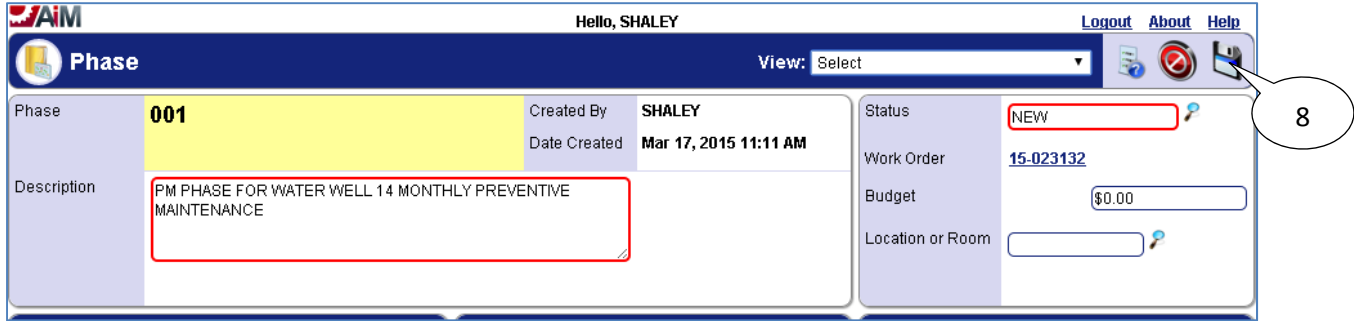 AiM Hello, SHALEY Logout About Help
Phase View: Select
Phase 001 Created By SHALEY Status NEW
Date Created Mar 17, 2015 11:11 AM
8
Work Order 15-023132
Description PM PHASE FOR WATER WELL 14 MONTHLY PREVENTIVE
MAINTENANCE
Budget $0.00
Location or Room